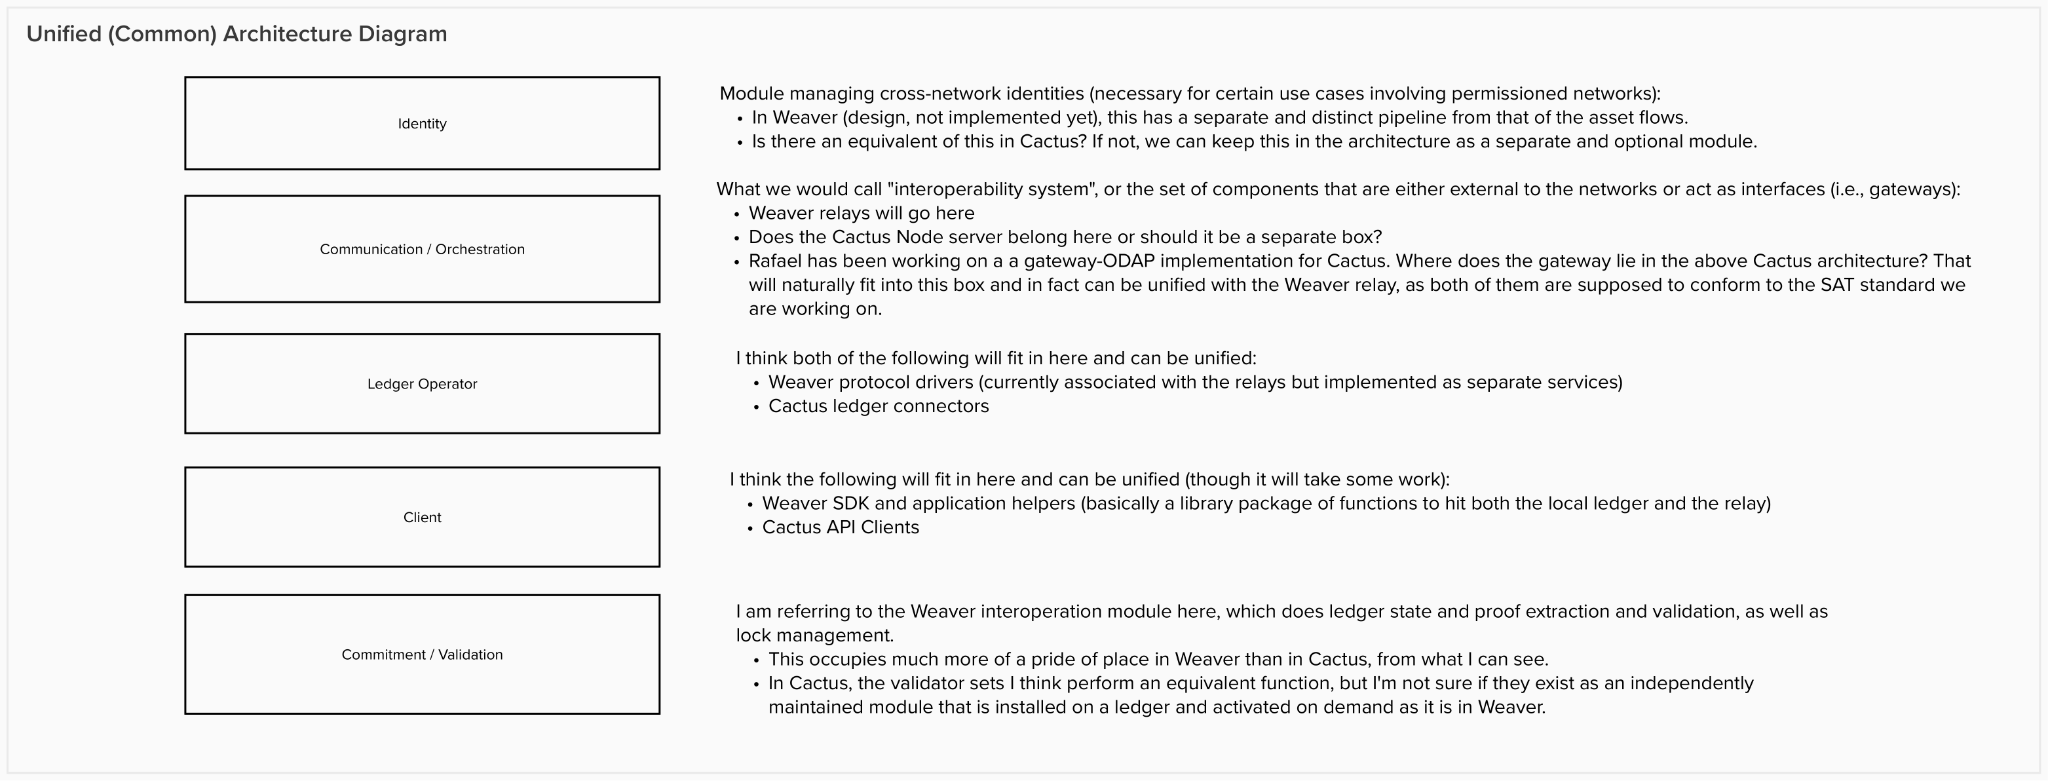 Unified (Common) Architecture Diagram
Identity
Module managing cross-network identities (necessary for certain use cases involving permissioned networks):
• In Weaver (design, not implemented yet), this has a separate and distinct pipeline from that of the asset flows.
• Is there an equivalent of this in Cactus? If not, we can keep this in the architecture as a separate and optional module.
Communication / Orchestration
What we would call "interoperability system", or the set of components that are either external to the networks or act as interfaces (i.e., gateways):
• Weaver relays will go here
• Does the Cactus Node server belong here or should it be a separate box?
• Rafael has been working on a a gateway-ODAP implementation for Cactus. Where does the gateway lie in the above Cactus architecture? That
will naturally fit into this box and in fact can be unified with the Weaver relay, as both of them are supposed to conform to the SAT standard we
are working on.
Ledger Operator
I think both of the following will fit in here and can be unified:
• Weaver protocol drivers (currently associated with the relays but implemented as separate services)
• Cactus ledger connectors
Client
I think the following will fit in here and can be unified (though it will take some work):
• Weaver SDK and application helpers (basically a library package of functions to hit both the local ledger and the relay)
• Cactus API Clients
Commitment / Validation
I am referring to the Weaver interoperation module here, which does ledger state and proof extraction and validation, as well as
lock management.
• This occupies much more of a pride of place in Weaver than in Cactus, from what I can see.
• In Cactus, the validator sets I think perform an equivalent function, but I'm not sure if they exist as an independently
maintained module that is installed on a ledger and activated on demand as it is in Weaver.